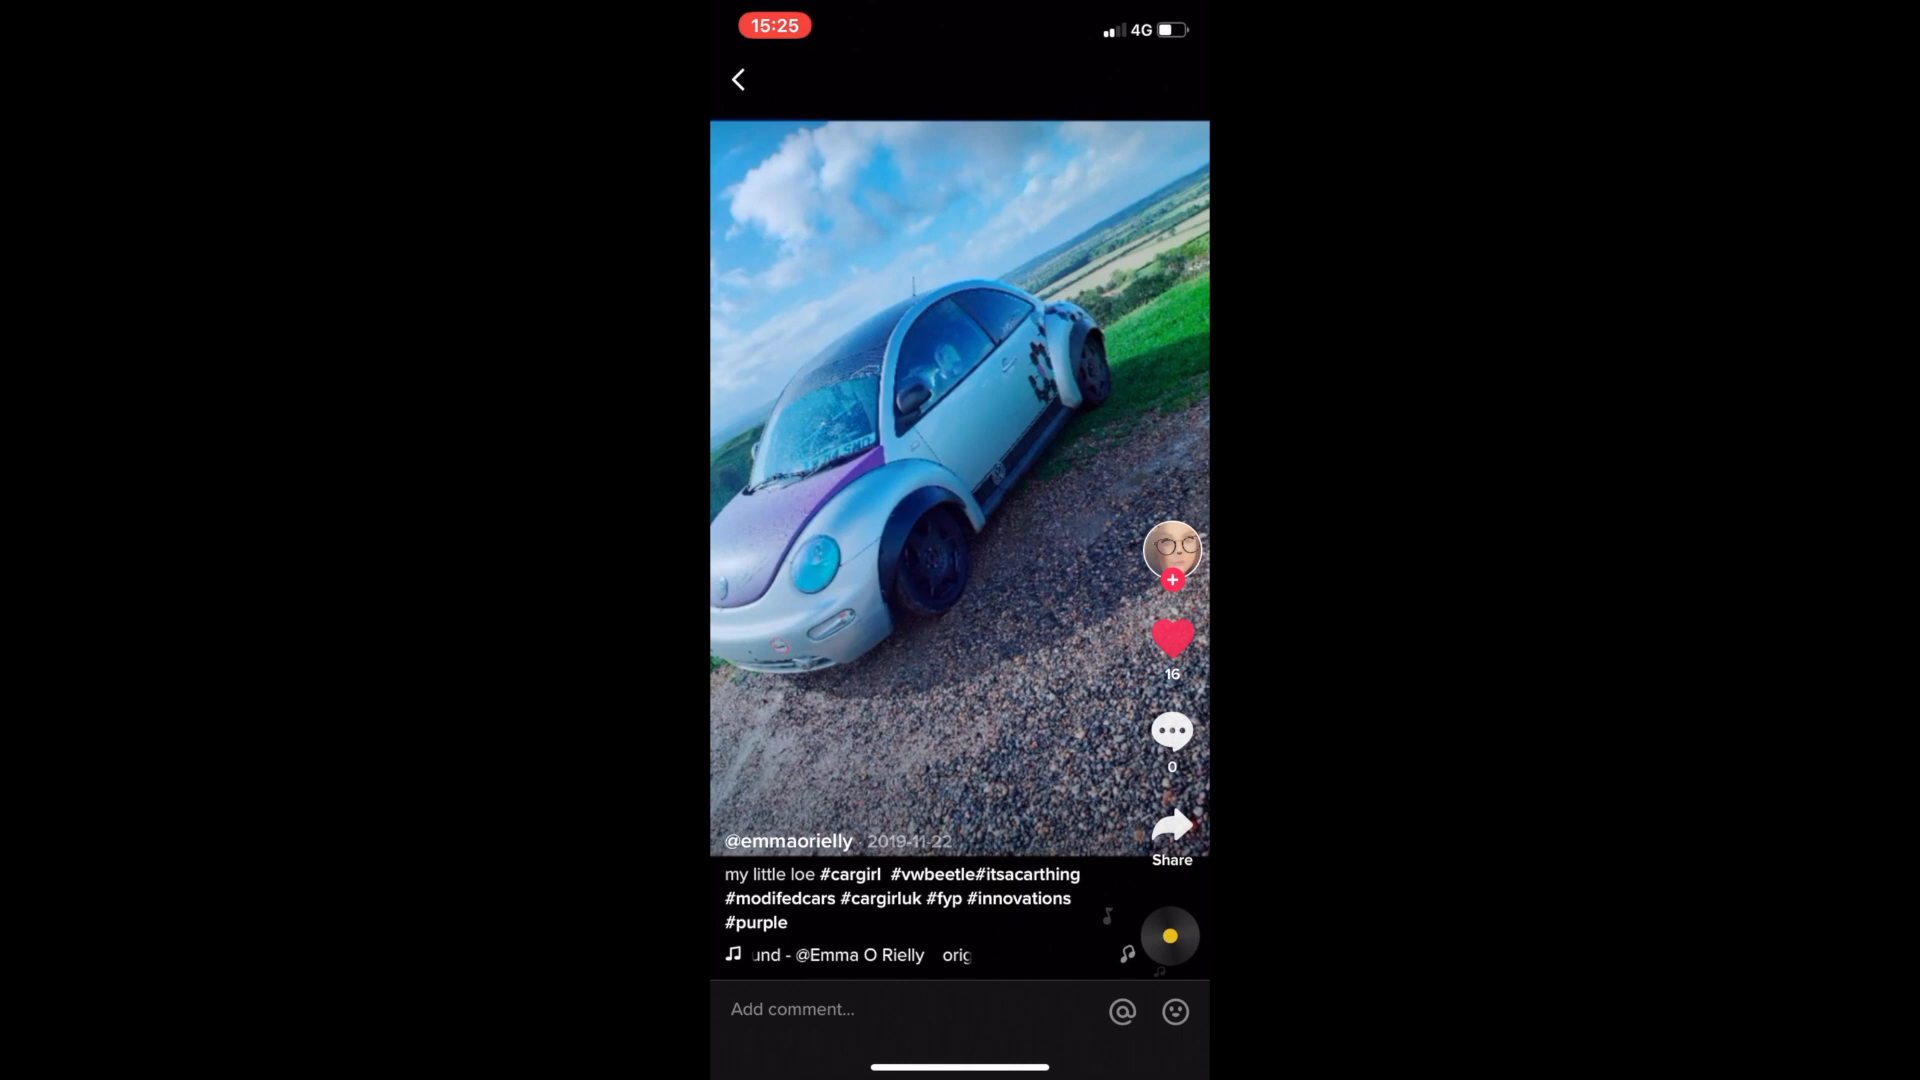 15:25
4G
16
0
Share
@emmaorielly · 2019-11-22
my little loe #cargirl #vwbeetle#itsacarthing
#modifedcars #cargirluk #fyp #innovations
#purple
und - @Emma O Rielly orig
Add comment...